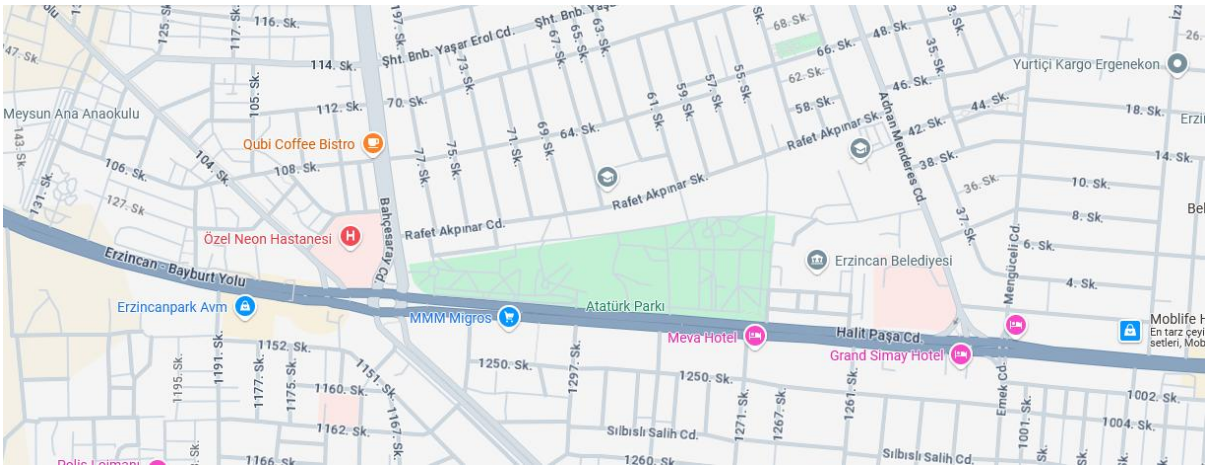 116. Sk.
125. Sk.
117. Sk.
197. Sk.
Şht. Bnb. Yaşar Erol Cd.
67. Sk.
65. Sk.
63. Sk.
68. Sk.
66. Sk.
48. Sk.
35. Sk.
26.
147. Sk.
114. Sk.
105. Sk.
73. Sk.
62. Sk.
46. Sk.
Yurtiçi Kargo Ergenekon
Meysun Ana Anaokulu
112. Sk.
70. Sk.
61. Sk.
59. Sk.
57. Sk.
55. Sk.
58. Sk.
44. Sk.
18. Sk.
143. Sk.
Qubi Coffee Bistro
77. Sk.
75. Sk.
71. Sk.
69. Sk.
64. Sk.
Rafet Akpınar Sk.
Adnan Menderes Cd.
42. Sk.
38. Sk.
14. Sk.
106. Sk.
104. Sk.
108. Sk.
36. Sk.
10. Sk.
131. Sk.
127. Sk
Bahçesaray Cd.
Rafet Akpınar Sk.
37. Sk.
8. Sk.
Özel Neon Hastanesi
H
Rafet Akpınar Cd.
Mengüceli Cd.
6. Sk.
Erzincan - Bayburt Yolu
Erzincan Belediyesi
4. Sk.
Erzincanpark Avm
MMM Migros
Atatürk Parkı
Meva Hotel
Halit Paşa Cd.
Grand Simay Hotel
Moblife H
En tarz çeyi
setleri, Mob
1152. Sk.
1195. Sk.
1191. Sk.
1177. Sk.
1175. Sk.
1160. Sk.
1151. Sk.
1167. Sk.
1250. Sk.
1297. Sk.
1250. Sk.
1271. Sk.
1267. Sk.
1261. Sk.
Emek Cd.
1001. Sk.
1002. Sk.
1004. Sk.
1162. Sk.
Sılbıslı Salih Cd.
Sılbıslı Salih Cd.
Polis Lojmanı
1166. Sk.
1260. Sk.